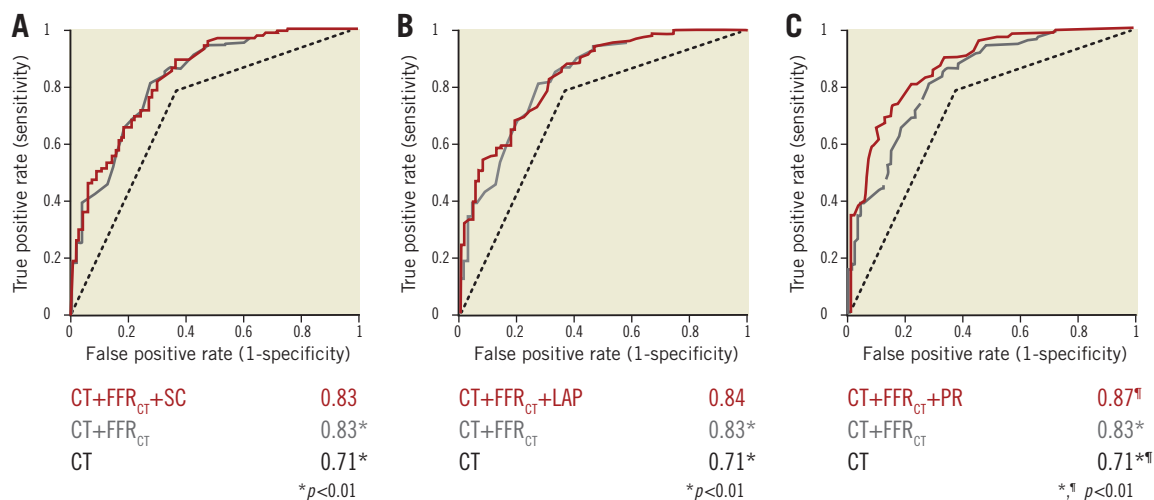 A
True positive rate (sensitivity)
1
0.8
0.6
0.4
0.2
0
0 0.2 0.4 0.6 0.8 1
False positive rate (1-specificity)
CT+FFRCT+SC 0.83
CT+FFRCT 0.83*
CT 0.71*
*p<0.01
B
True positive rate (sensitivity)
1
0.8
0.6
0.4
0.2
0
0 0.2 0.4 0.6 0.8 1
False positive rate (1-specificity)
CT+FFRCT+LAP 0.84
CT+FFRCT 0.83*
CT 0.71*
*p<0.01
C
True positive rate (sensitivity)
1
0.8
0.6
0.4
0.2
0
0 0.2 0.4 0.6 0.8 1
False positive rate (1-specificity)
CT+FFRCT+PR 0.87¶
CT+FFRCT 0.83*
CT 0.71*¶
*,¶ p<0.01